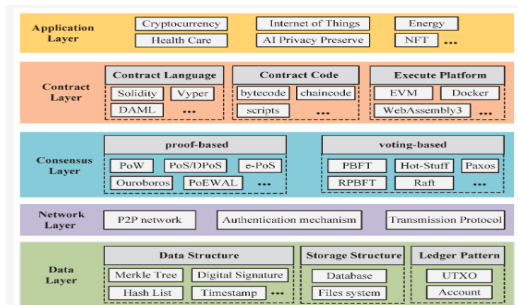 Application Layer
Cryptocurrency Internet of Things Energy
Health Care AI Privacy Preserve NFT ...
Contract Layer
Contract Language Contract Code Execute Platform
Solidity Vyper bytecode chaincode EVM Docker
DAML ... scripts ... WebAssembly3 ...
Consensus Layer
proof-based voting-based
PoW PoS/DPoS e-PoS PBFT Hot-Stuff Paxos
Ouroboros PoEWAL ... RPBFT Raft ...
Network Layer
P2P network Authentication mechanism Transmission Protocol
Data Layer
Data Structure Storage Structure Ledger Pattern
Merkle Tree Digital Signature Database UTXO
Hash List Timestamp ... Files system Account